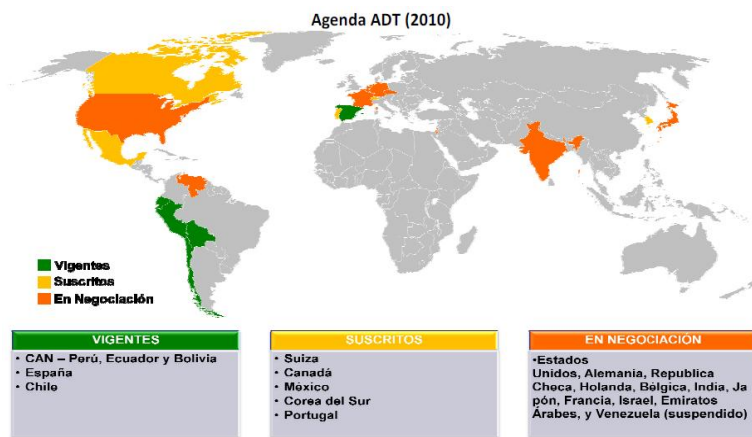 Agenda ADT (2010)
Vigentes
Suscritos
En Negociación
VIGENTES
• CAN – Perú, Ecuador y Bolivia
• España
• Chile
SUSCRITOS
• Suiza
• Canadá
• México
• Corea del Sur
• Portugal
EN NEGOCIACIÓN
•Estados
Unidos, Alemania, Republica
Checa, Holanda, Bélgica, India, Ja
pón, Francia, Israel, Emiratos
Árabes, y Venezuela (suspendido)